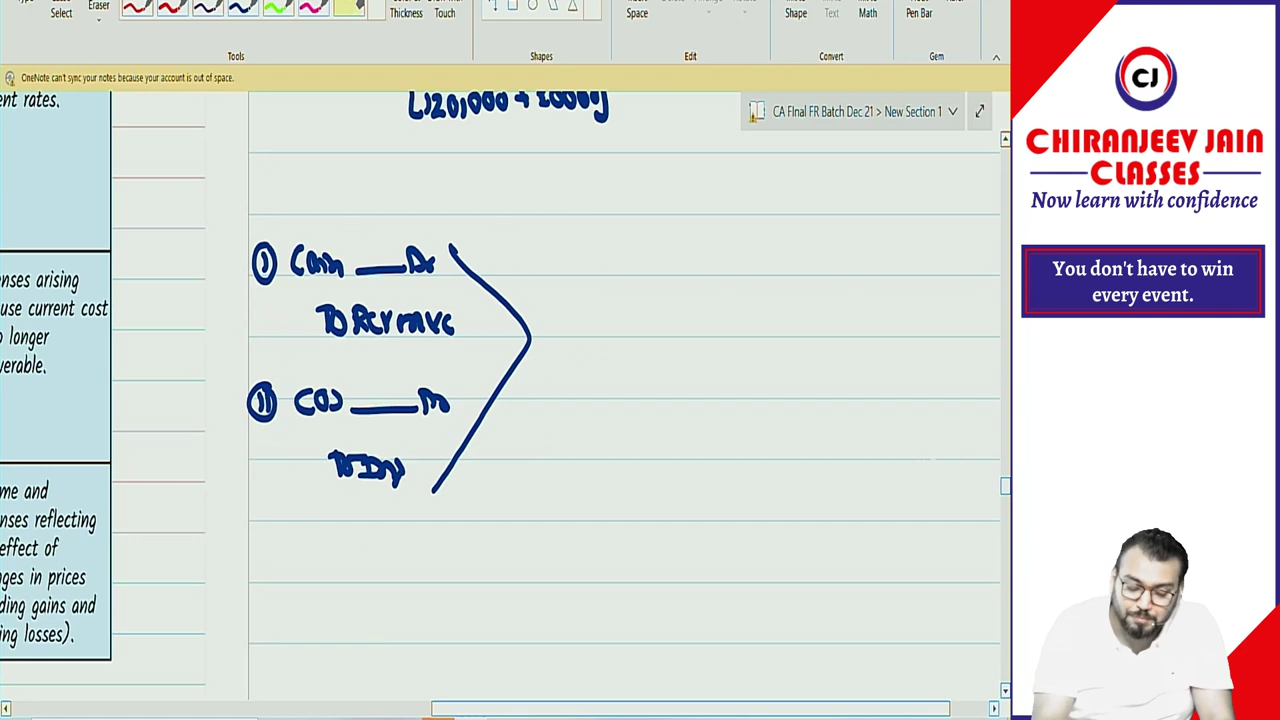 Eraser
Select
Thickness
Touch
Space
Shape
Text
Math
Pen Bar
Tools
Shapes
Edit
Convert
Gem
OneNote can't sync your notes because your account is out of space.
ent rates.
CA FInal FR Batch Dec 21 > New Section 1
CJ
CHIRANJEEV JAIN
CLASSES
Now learn with confidence
You don't have to win
every event.
enses arising
use current cost
longer
verable.
me and
nses reflecting
effect of
nges in prices
ding gains and
ing losses).
① Cash ___ Dr
To Revenue
② COS ___ Dr
To Inv